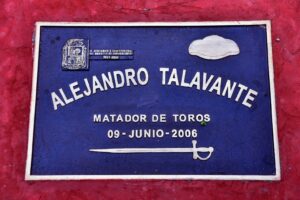 ALEJANDRO TALAVANTE
MATADOR DE TOROS
09-JUNIO-2006